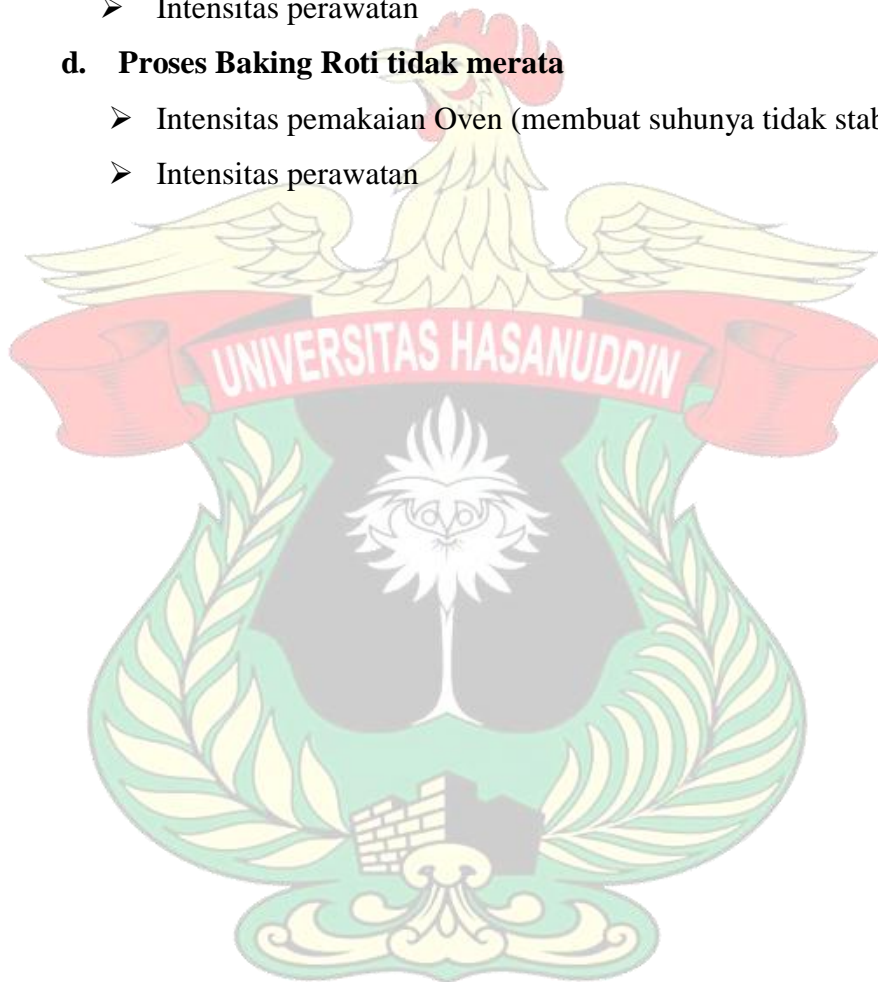 ➢ Intensitas perawatan
d. Proses Baking Roti tidak merata
➢ Intensitas pemakaian Oven (membuat suhunya tidak stab
➢ Intensitas perawatan
UNIVERSITAS HASANUDDIN